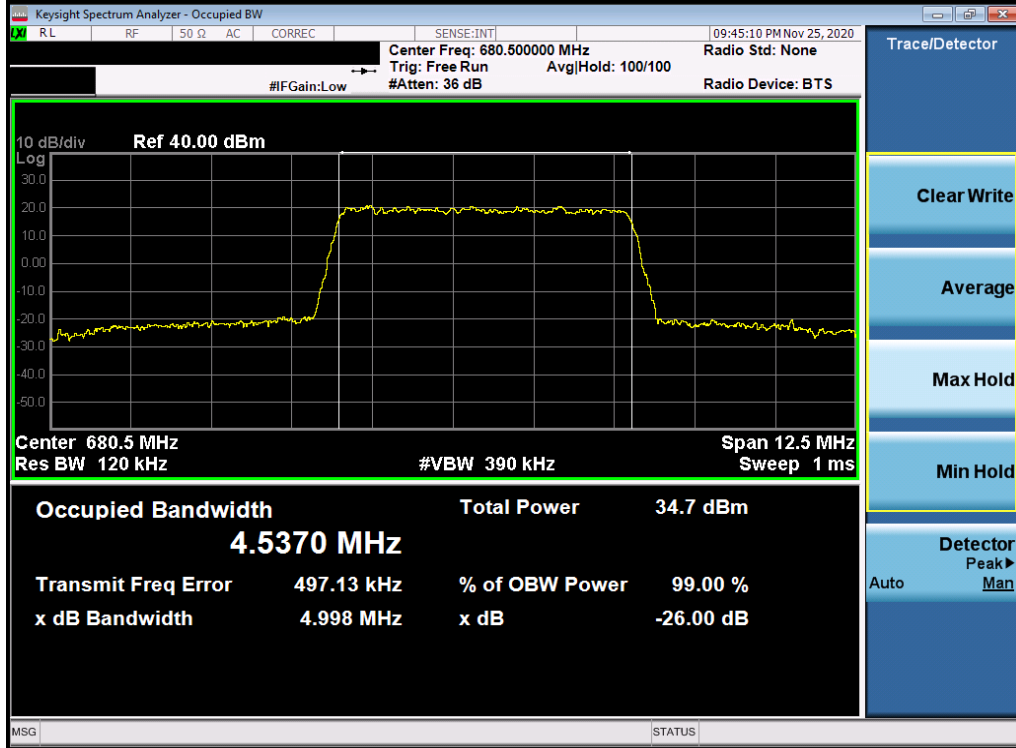 Keysight Spectrum Analyzer - Occupied BW
LXI RL RF 50 Ω AC CORREC SENSE:INT 09:45:10 PM Nov 25, 2020
Center Freq: 680.500000 MHz Radio Std: None
Trig: Free Run Avg|Hold: 100/100
#IFGain:Low #Atten: 36 dB Radio Device: BTS
10 dB/div Ref 40.00 dBm
Log
30.0
20.0
10.0
0.00
-10.0
-20.0
-30.0
-40.0
-50.0
Center 680.5 MHz Span 12.5 MHz
Res BW 120 kHz #VBW 390 kHz Sweep 1 ms
Occupied Bandwidth Total Power 34.7 dBm
4.5370 MHz
Transmit Freq Error 497.13 kHz % of OBW Power 99.00 %
x dB Bandwidth 4.998 MHz x dB -26.00 dB
MSG STATUS
Trace/Detector
Clear Write
Average
Max Hold
Min Hold
Detector
Peak▶
Auto Man